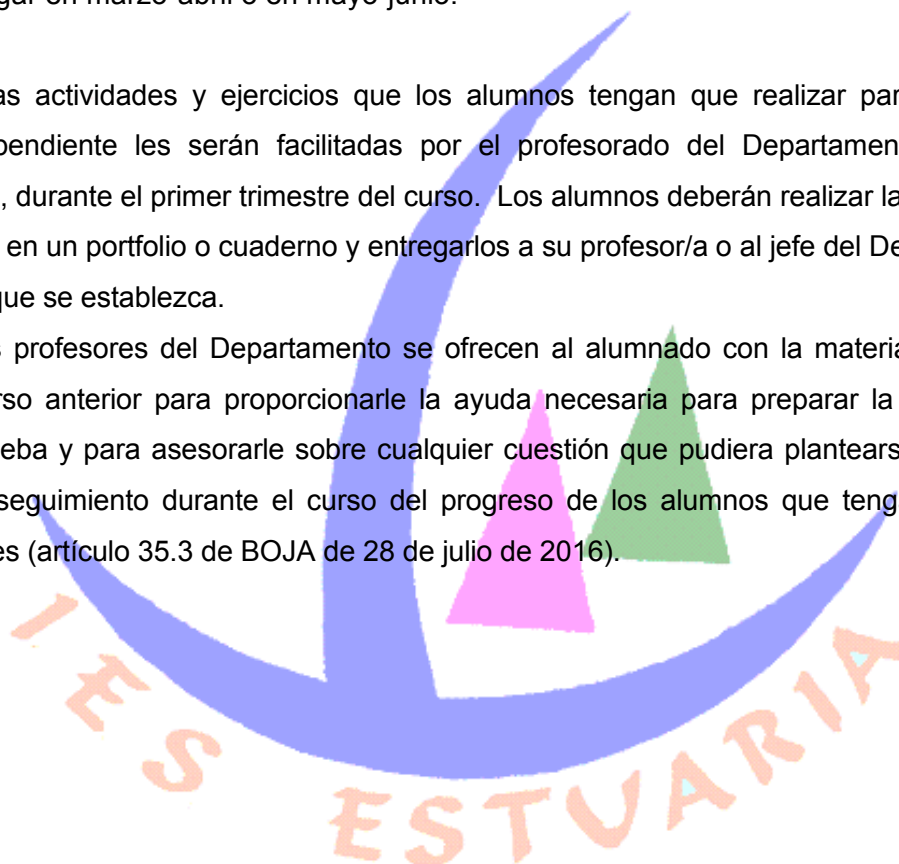 gar en marzo-abril o en mayo-junio.
as actividades y ejercicios que los alumnos tengan que realizar par
pendiente les serán facilitadas por el profesorado del Departamen
, durante el primer trimestre del curso. Los alumnos deberán realizar la
en un portfolio o cuaderno y entregarlos a su profesor/a o al jefe del De
que se establezca.
s profesores del Departamento se ofrecen al alumnado con la materia
rso anterior para proporcionarle la ayuda necesaria para preparar la
eba y para asesorarle sobre cualquier cuestión que pudiera plantears
seguimiento durante el curso del progreso de los alumnos que teng
es (artículo 35.3 de BOJA de 28 de julio de 2016).
IES ESTUARIA